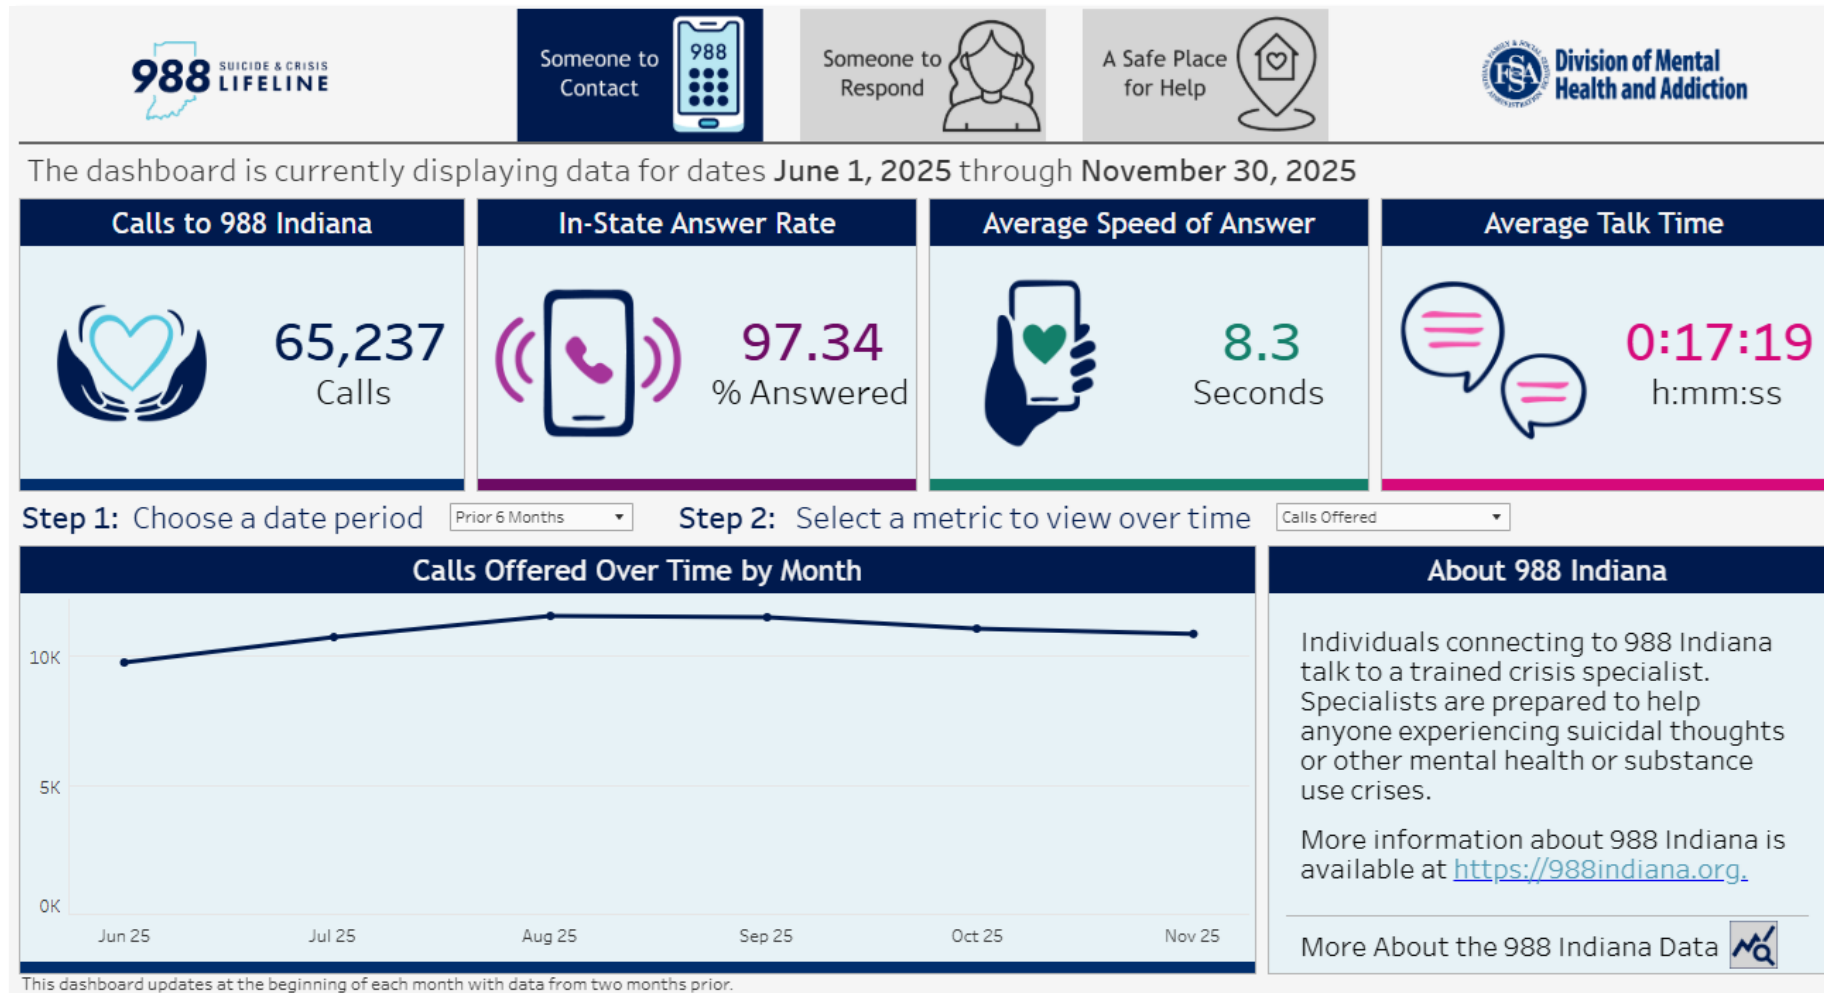 988 SUICIDE & CRISIS
LIFELINE
Someone to
Contact
988
Someone to
Respond
A Safe Place
for Help
FSSA
Division of Mental
Health and Addiction
The dashboard is currently displaying data for dates June 1, 2025 through November 30, 2025
Calls to 988 Indiana
65,237
Calls
In-State Answer Rate
97.34
% Answered
Average Speed of Answer
8.3
Seconds
Average Talk Time
0:17:19
h:mm:ss
Step 1: Choose a date period Prior 6 Months
Step 2: Select a metric to view over time Calls Offered
Calls Offered Over Time by Month
10K
5K
0K
Jun 25 Jul 25 Aug 25 Sep 25 Oct 25 Nov 25
About 988 Indiana
Individuals connecting to 988 Indiana
talk to a trained crisis specialist.
Specialists are prepared to help
anyone experiencing suicidal thoughts
or other mental health or substance
use crises.
More information about 988 Indiana is
available at https://988indiana.org.
More About the 988 Indiana Data
This dashboard updates at the beginning of each month with data from two months prior.